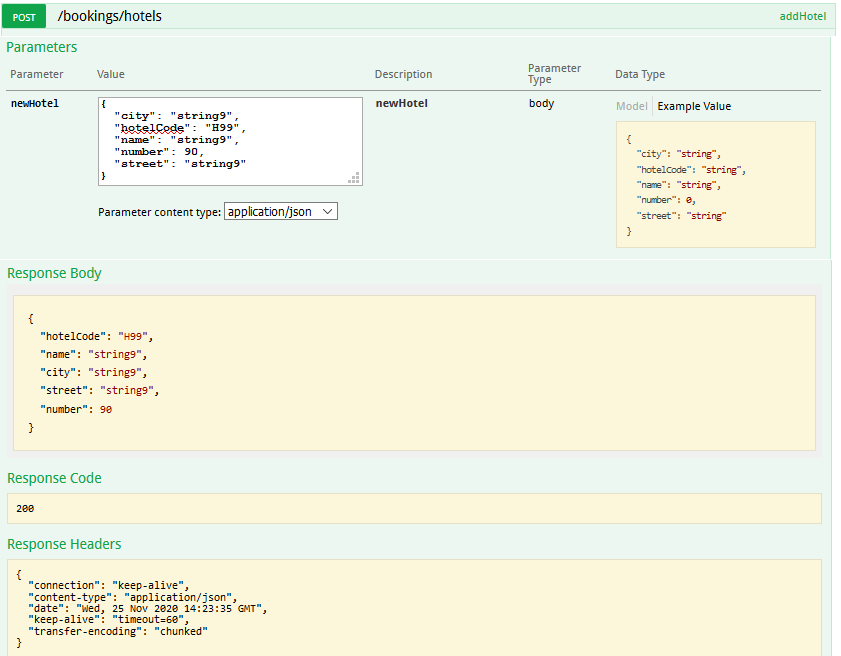 POST /bookings/hotels addHotel
Parameters
Parameter Value Description Parameter Type Data Type
newHotel
{
"city": "string9",
"hotelCode": "H99",
"name": "string9",
"number": 90,
"street": "string9"
}
Parameter content type: application/json
newHotel
body
Model Example Value
{
"city": "string",
"hotelCode": "string",
"name": "string",
"number": 0,
"street": "string"
}
Response Body
{
"hotelCode": "H99",
"name": "string9",
"city": "string9",
"street": "string9",
"number": 90
}
Response Code
200
Response Headers
{
"connection": "keep-alive",
"content-type": "application/json",
"date": "Wed, 25 Nov 2020 14:23:35 GMT",
"keep-alive": "timeout=60",
"transfer-encoding": "chunked"
}